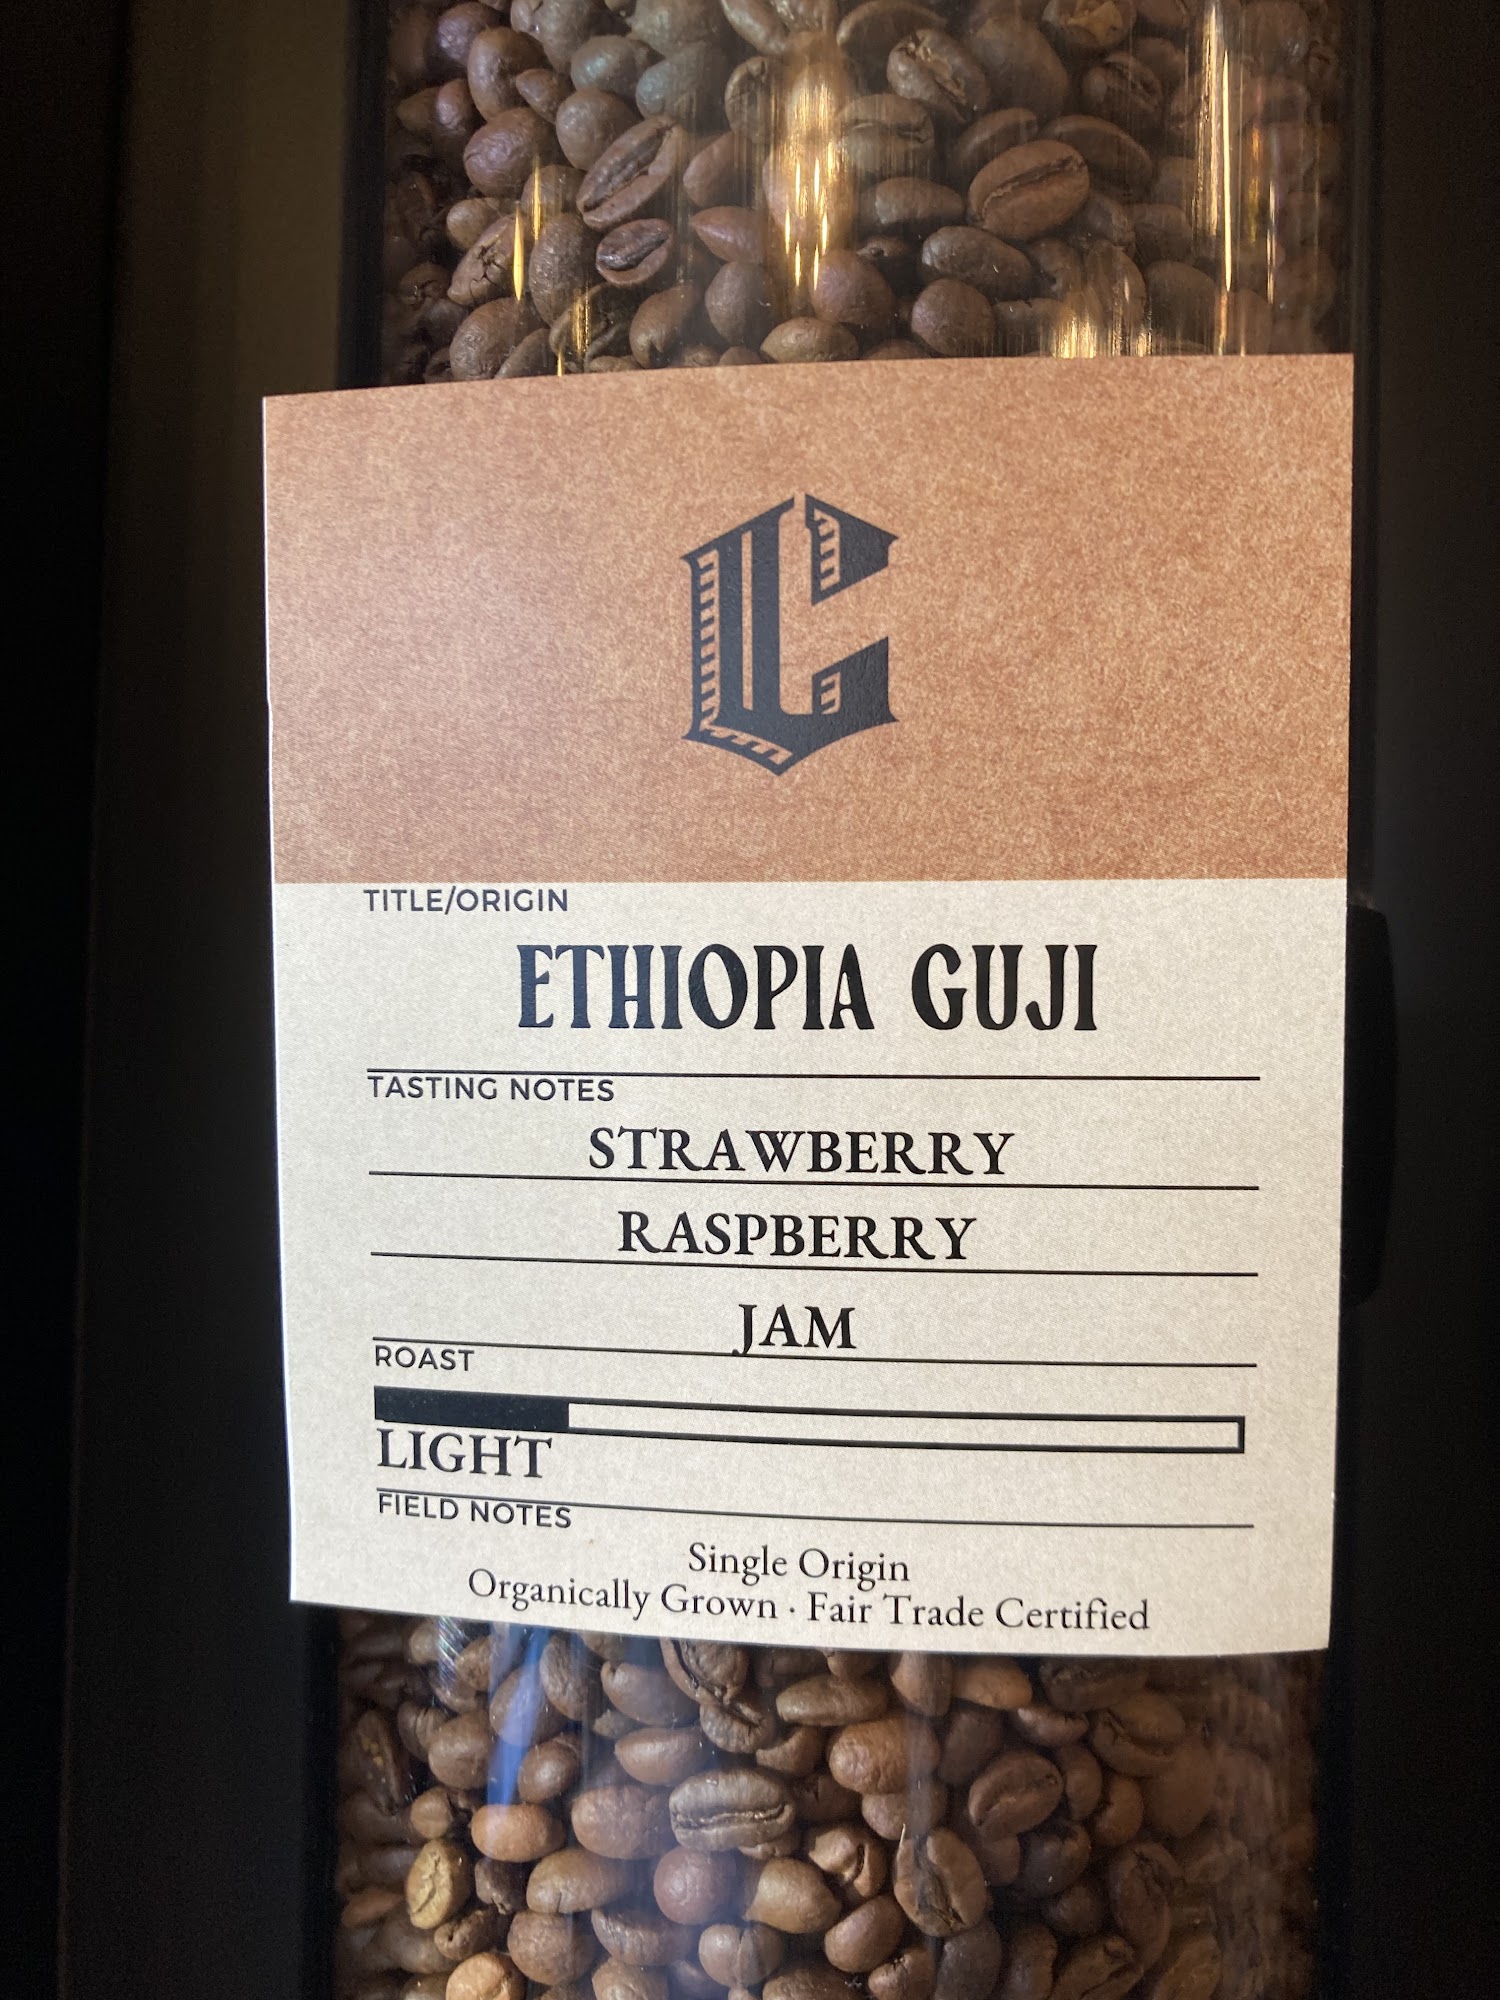 C
TITLE/ORIGIN
ETHIOPIA GUJI
TASTING NOTES
STRAWBERRY
RASPBERRY
JAM
ROAST
LIGHT
FIELD NOTES
Single Origin
Organically Grown · Fair Trade Certified